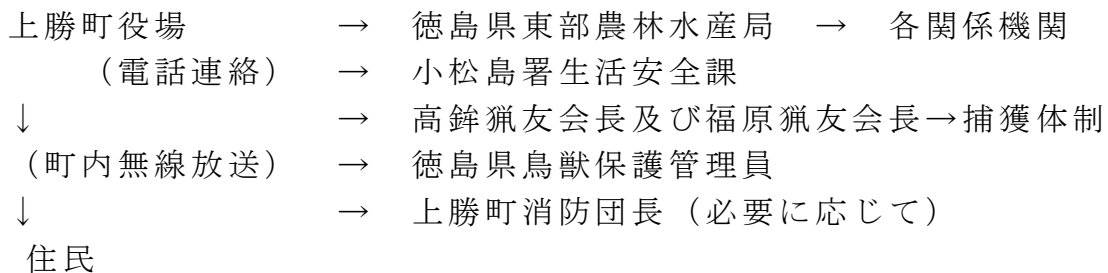 上勝町役場 → 徳島県東部農林水産局 → 各関係機関
(電話連絡) → 小松島署生活安全課
↓ → 高鉾猟友会長及び福原猟友会長→捕獲体制
(町内無線放送) → 徳島県鳥獣保護管理員
↓ → 上勝町消防団長(必要に応じて)
住民